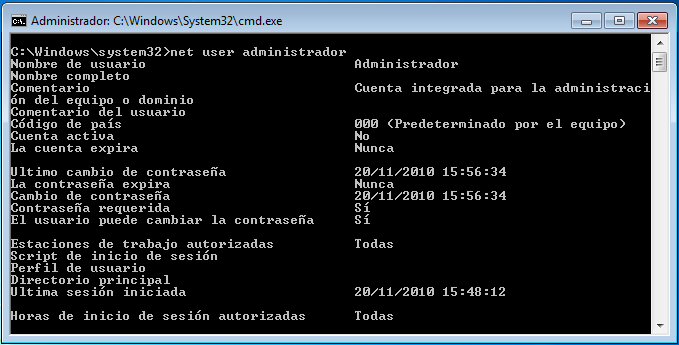 Administrador: C:\Windows\System32\cmd.exe
C:\Windows\system32>net user administrador
Nombre de usuario                          Administrador
Nombre completo
Comentario                                 Cuenta integrada para la administraci
ón del equipo o dominio
Comentario del usuario
Código de país                             000 (Predeterminado por el equipo)
Cuenta activa                              No
La cuenta expira                           Nunca
Ultimo cambio de contraseña                20/11/2010 15:56:34
La contraseña expira                       Nunca
Cambio de contraseña                       20/11/2010 15:56:34
Contraseña requerida                       Sí
El usuario puede cambiar la contraseña     Sí
Estaciones de trabajo autorizadas          Todas
Script de inicio de sesión
Perfil de usuario
Directorio principal
Ultima sesión iniciada                     20/11/2010 15:48:12
Horas de inicio de sesión autorizadas      Todas